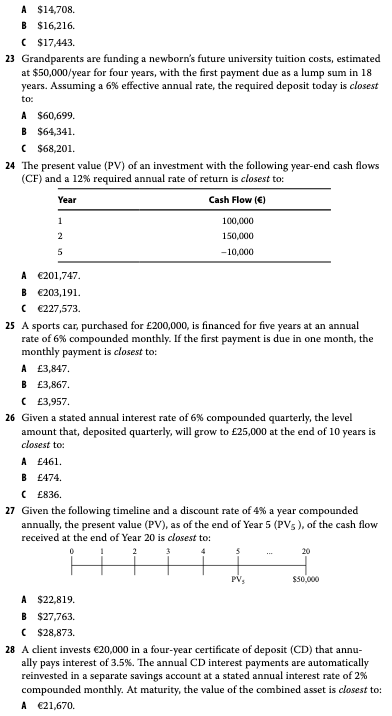 A $14,708.
B $16,216.
C $17,443.
23 Grandparents are funding a newborn's future university tuition costs, estimated
at $50,000/year for four years, with the first payment due as a lump sum in 18
years. Assuming a 6% effective annual rate, the required deposit today is closest
to:
A $60,699.
B $64,341.
C $68,201.
24 The present value (PV) of an investment with the following year-end cash flows
(CF) and a 12% required annual rate of return is closest to:
Year Cash Flow (€)
1 100,000
2 150,000
5 −10,000
A €201,747.
B €203,191.
C €227,573.
25 A sports car, purchased for £200,000, is financed for five years at an annual
rate of 6% compounded monthly. If the first payment is due in one month, the
monthly payment is closest to:
A £3,847.
B £3,867.
C £3,957.
26 Given a stated annual interest rate of 6% compounded quarterly, the level
amount that, deposited quarterly, will grow to £25,000 at the end of 10 years is
closest to:
A £461.
B £474.
C £836.
27 Given the following timeline and a discount rate of 4% a year compounded
annually, the present value (PV), as of the end of Year 5 (PV5), of the cash flow
received at the end of Year 20 is closest to:
0 1 2 3 4 5 ... 20
PV5 $50,000
A $22,819.
B $27,763.
C $28,873.
28 A client invests €20,000 in a four-year certificate of deposit (CD) that annu-
ally pays interest of 3.5%. The annual CD interest payments are automatically
reinvested in a separate savings account at a stated annual interest rate of 2%
compounded monthly. At maturity, the value of the combined asset is closest to:
A €21,670.